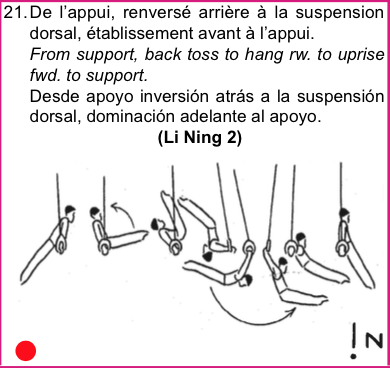 21. De l'appui, renversé arrière à la suspension
dorsal, établissement avant à l'appui.
From support, back toss to hang rw. to uprise
fwd. to support.
Desde apoyo inversión atrás a la suspensión
dorsal, dominación adelante al apoyo.
(Li Ning 2)
! N